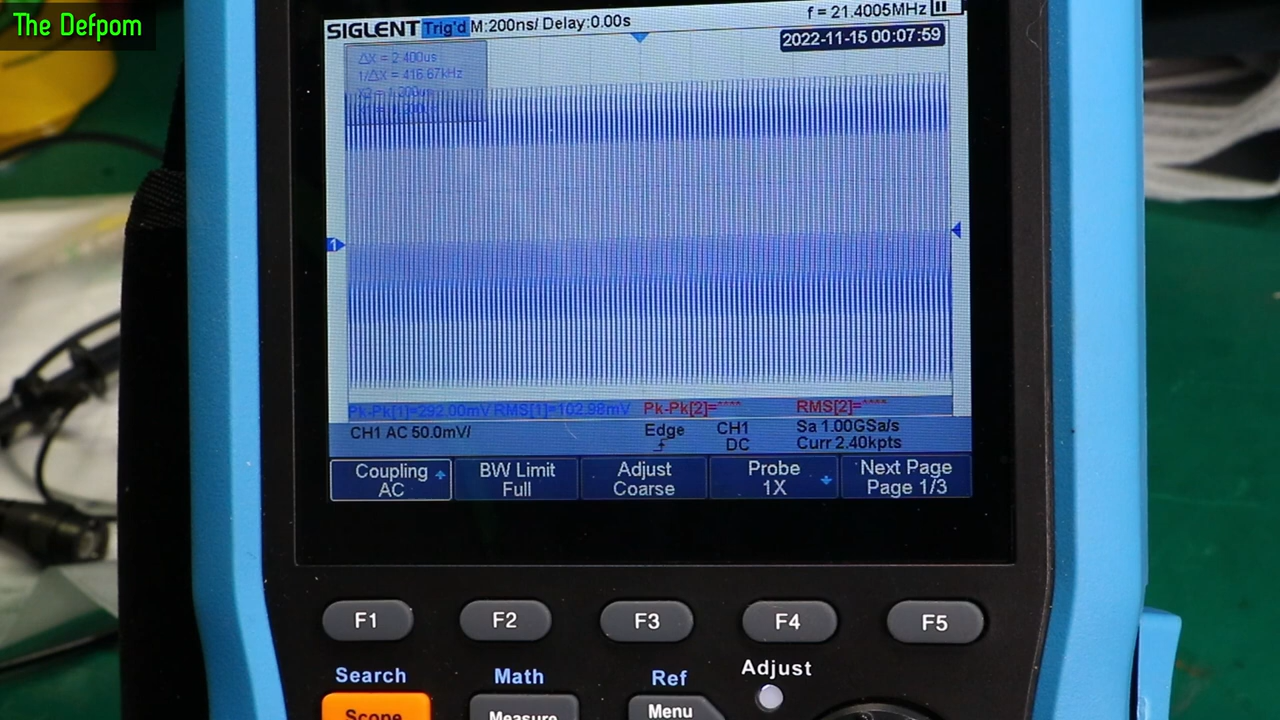 The Defpom
SIGLENT Trig'd M:200ns/ Delay:0.00s f = 21.4005MHz
2022-11-15 00:07:59
ΔX = 2.400us
1/ΔX = 416.67kHz
1
Pk-Pk[1]=292.00mV RMS[1]=102.98mV Pk-Pk[2]=**** RMS[2]=****
CH1 AC 50.0mV/ Edge CH1 Sa 1.00GSa/s
DC Curr 2.40kpts
Coupling BW Limit Adjust Probe Next Page
AC Full Coarse 1X Page 1/3
F1 F2 F3 F4 F5
Search Math Ref Adjust
Scope Measure Menu